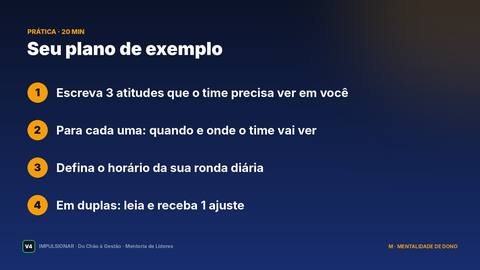 PRÁTICA · 20 MIN
Seu plano de exemplo
1 Escreva 3 atitudes que o time precisa ver em você
2 Para cada uma: quando e onde o time vai ver
3 Defina o horário da sua ronda diária
4 Em duplas: leia e receba 1 ajuste
V4 IMPULSIONAR · Do Chão à Gestão · Mentoria de Líderes
M · MENTALIDADE DE DONO